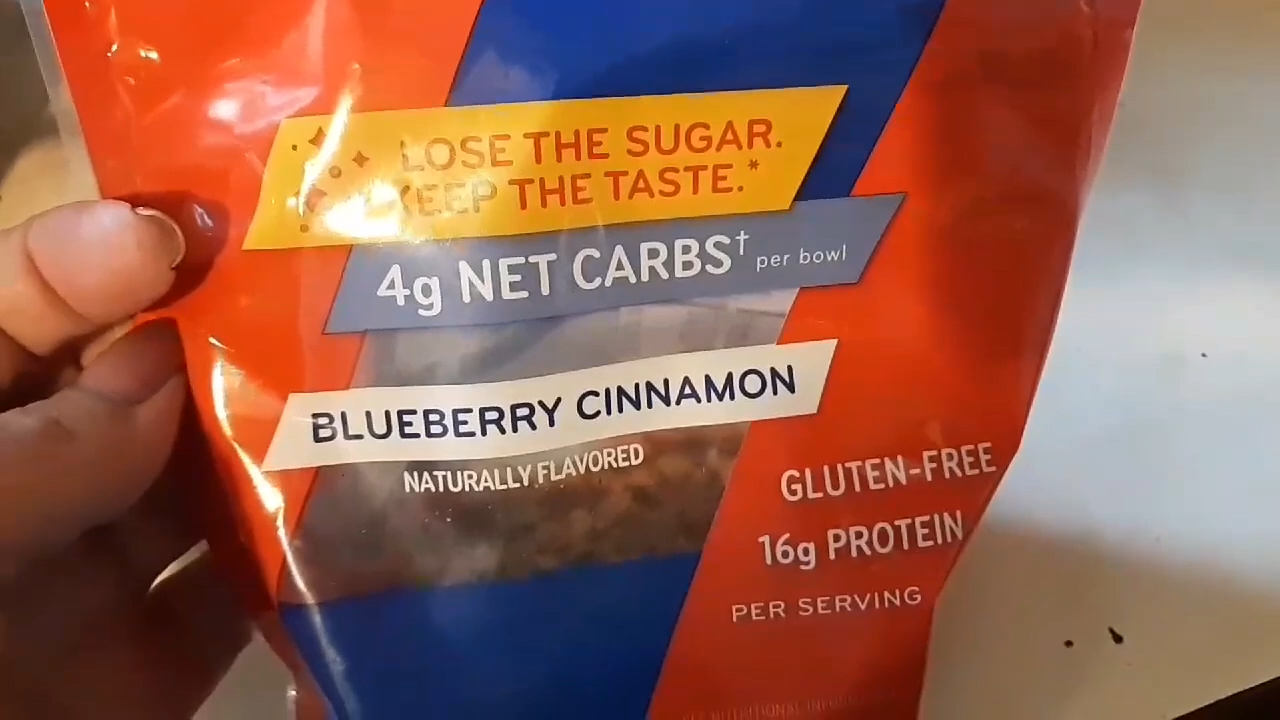 LOSE THE SUGAR.
KEEP THE TASTE.*
4g NET CARBS† per bowl
BLUEBERRY CINNAMON
NATURALLY FLAVORED
GLUTEN-FREE
16g PROTEIN
PER SERVING
NUTRITIONAL